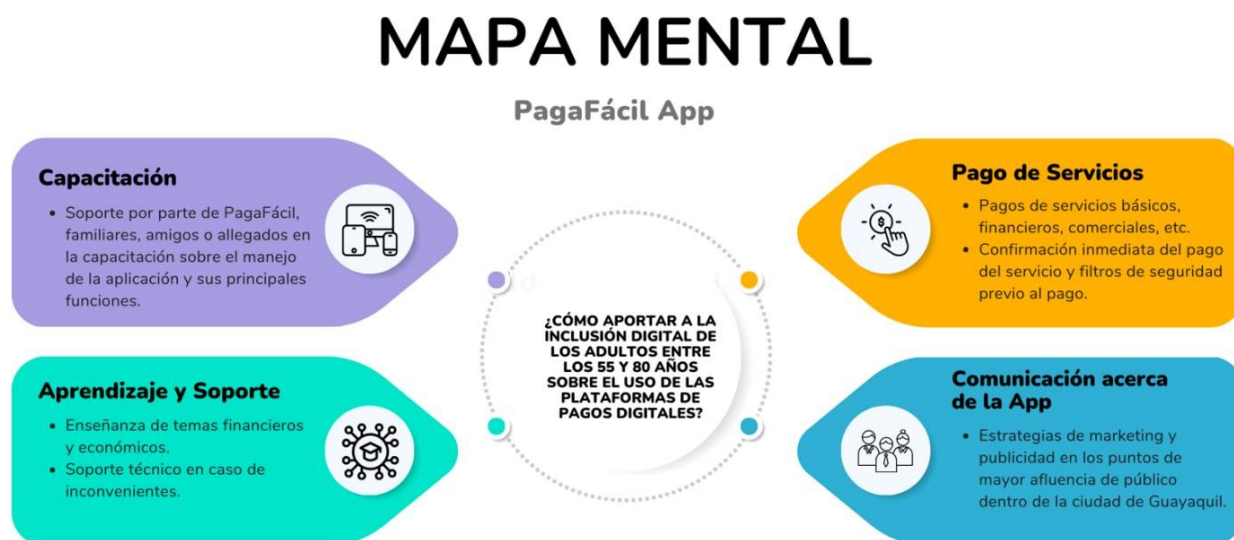 MAPA MENTAL
PagaFácil App
Capacitación
• Soporte por parte de PagaFácil,
familiares, amigos o allegados en
la capacitación sobre el manejo
de la aplicación y sus principales
funciones.
Aprendizaje y Soporte
• Enseñanza de temas financieros
y económicos.
• Soporte técnico en caso de
inconvenientes.
¿CÓMO APORTAR A LA
INCLUSIÓN DIGITAL DE
LOS ADULTOS ENTRE
LOS 55 Y 80 AÑOS
SOBRE EL USO DE LAS
PLATAFORMAS DE
PAGOS DIGITALES?
Pago de Servicios
• Pagos de servicios básicos,
financieros, comerciales, etc.
• Confirmación inmediata del pago
del servicio y filtros de seguridad
previo al pago.
Comunicación acerca
de la App
• Estrategias de marketing y
publicidad en los puntos de
mayor afluencia de público
dentro de la ciudad de Guayaquil.